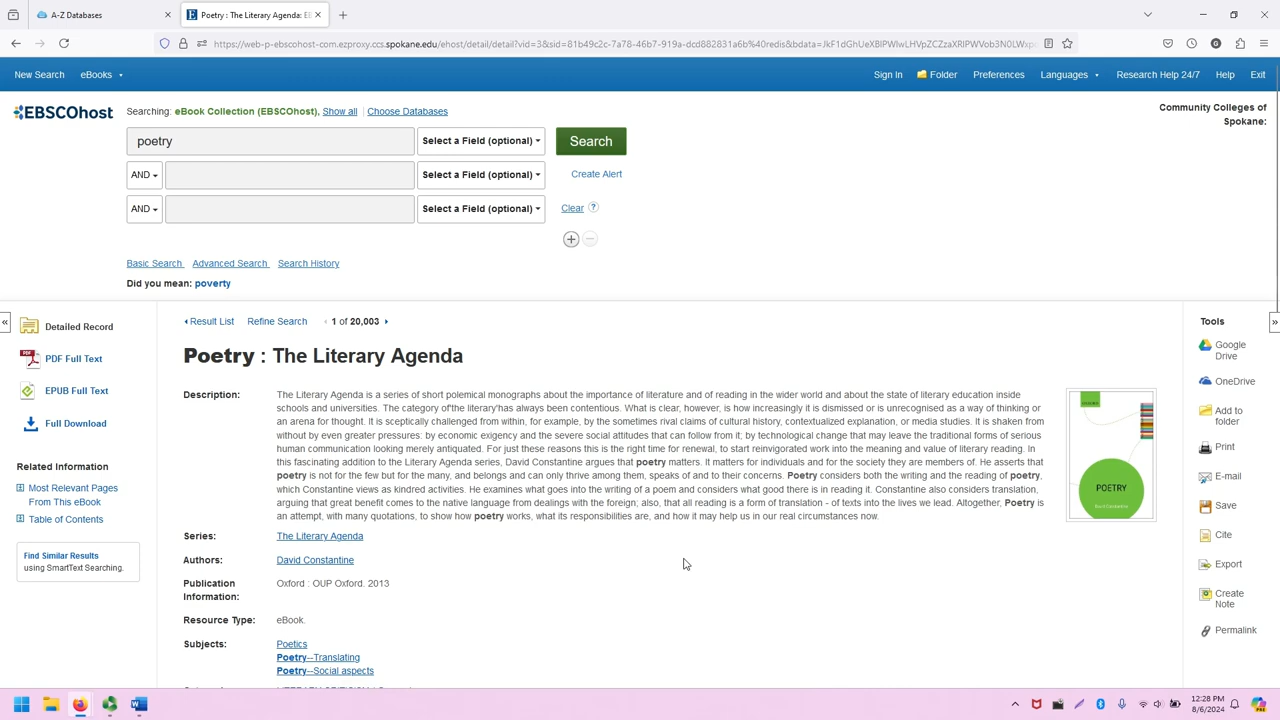 A-Z Databases
Poetry : The Literary Agenda: EB
https://web-p-ebscohost-com.ezproxy.ccs.spokane.edu/ehost/detail/detail?vid=3&sid=81b49c2c-7a78-46b7-919a-dcd882831a6b%40redis&bdata=
New Search
eBooks
Sign In
Folder
Preferences
Languages
Research Help 24/7
Help
Exit
EBSCOhost
Searching: eBook Collection (EBSCOhost), Show all | Choose Databases
Community Colleges of
Spokane:
poetry
Select a Field (optional)
Search
AND
Select a Field (optional)
Create Alert
AND
Select a Field (optional)
Clear
?
Basic Search
Advanced Search
Search History
Did you mean: poverty
Detailed Record
PDF Full Text
EPUB Full Text
Full Download
Related Information
Most Relevant Pages
From This eBook
Table of Contents
Find Similar Results
using SmartText Searching.
Result List
Refine Search
1 of 20,003
Poetry : The Literary Agenda
Description:
The Literary Agenda is a series of short polemical monographs about the importance of literature and of reading in the wider world and about the state of literary education inside
schools and universities. The category of'the literary'has always been contentious. What is clear, however, is how increasingly it is dismissed or is unrecognised as a way of thinking or
an arena for thought. It is sceptically challenged from within, for example, by the sometimes rival claims of cultural history, contextualized explanation, or media studies. It is shaken from
without by even greater pressures: by economic exigency and the severe social attitudes that can follow from it; by technological change that may leave the traditional forms of serious
human communication looking merely antiquated. For just these reasons this is the right time for renewal, to start reinvigorated work into the meaning and value of literary reading. In
this fascinating addition to the Literary Agenda series, David Constantine argues that poetry matters. It matters for individuals and for the society they are members of. He asserts that
poetry is not for the few but for the many, and belongs and can only thrive among them, speaks of and to their concerns. Poetry considers both the writing and the reading of poetry,
which Constantine views as kindred activities. He examines what goes into the writing of a poem and considers what good there is in reading it. Constantine also considers translation,
arguing that great benefit comes to the native language from dealings with the foreign; also, that all reading is a form of translation - of texts into the lives we lead. Altogether, Poetry is
an attempt, with many quotations, to show how poetry works, what its responsibilities are, and how it may help us in our real circumstances now.
POETRY
David Constantine
Series:
The Literary Agenda
Authors:
David Constantine
Publication
Information:
Oxford : OUP Oxford. 2013
Resource Type:
eBook.
Subjects:
Poetics
Poetry--Translating
Poetry--Social aspects
Tools
Google
Drive
OneDrive
Add to
folder
Print
E-mail
Save
Cite
Export
Create
Note
Permalink
12:28 PM
8/6/2024